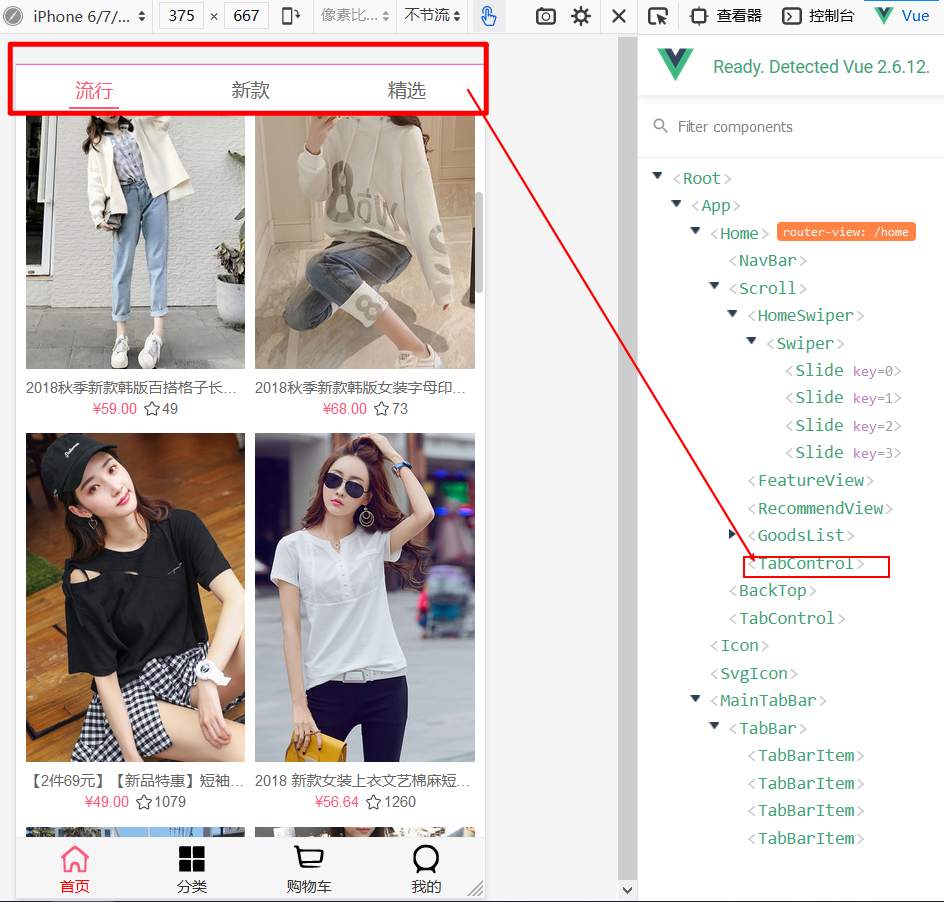 iPhone 6/7/... 375 × 667 像素比... 不节流 查看器 控制台 Vue
Ready. Detected Vue 2.6.12.
Filter components
流行 新款 精选
2018秋季新款韩版百搭格子长... 2018秋季新款韩版女装字母印...
¥59.00 49 ¥68.00 73
【2件69元】【新品特惠】短袖... 2018 新款女装上衣文艺棉麻短...
¥49.00 1079 ¥56.64 1260
首页 分类 购物车 我的
<Root>
<App>
<Home> router-view: /home
<NavBar>
<Scroll>
<HomeSwiper>
<Swiper>
<Slide key=0>
<Slide key=1>
<Slide key=2>
<Slide key=3>
<FeatureView>
<RecommendView>
<GoodsList>
<TabControl>
<BackTop>
<TabControl>
<Icon>
<SvgIcon>
<MainTabBar>
<TabBar>
<TabBarItem>
<TabBarItem>
<TabBarItem>
<TabBarItem>